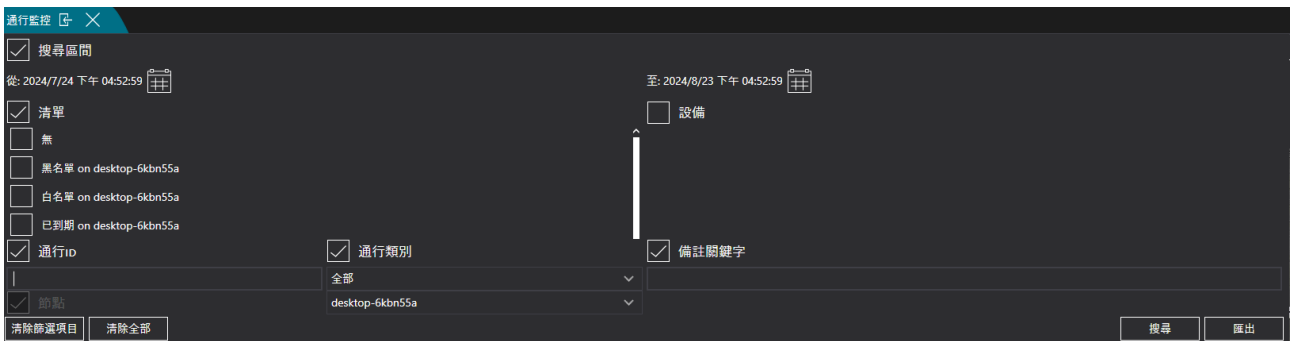 通行監控
搜尋區間
從: 2024/7/24 下午 04:52:59 至: 2024/8/23 下午 04:52:59
清單 設備
無
黑名單 on desktop-6kbn55a
白名單 on desktop-6kbn55a
已到期 on desktop-6kbn55a
通行ID 通行類別 備註關鍵字
全部
節點 desktop-6kbn55a
清除篩選項目 清除全部 搜尋 匯出